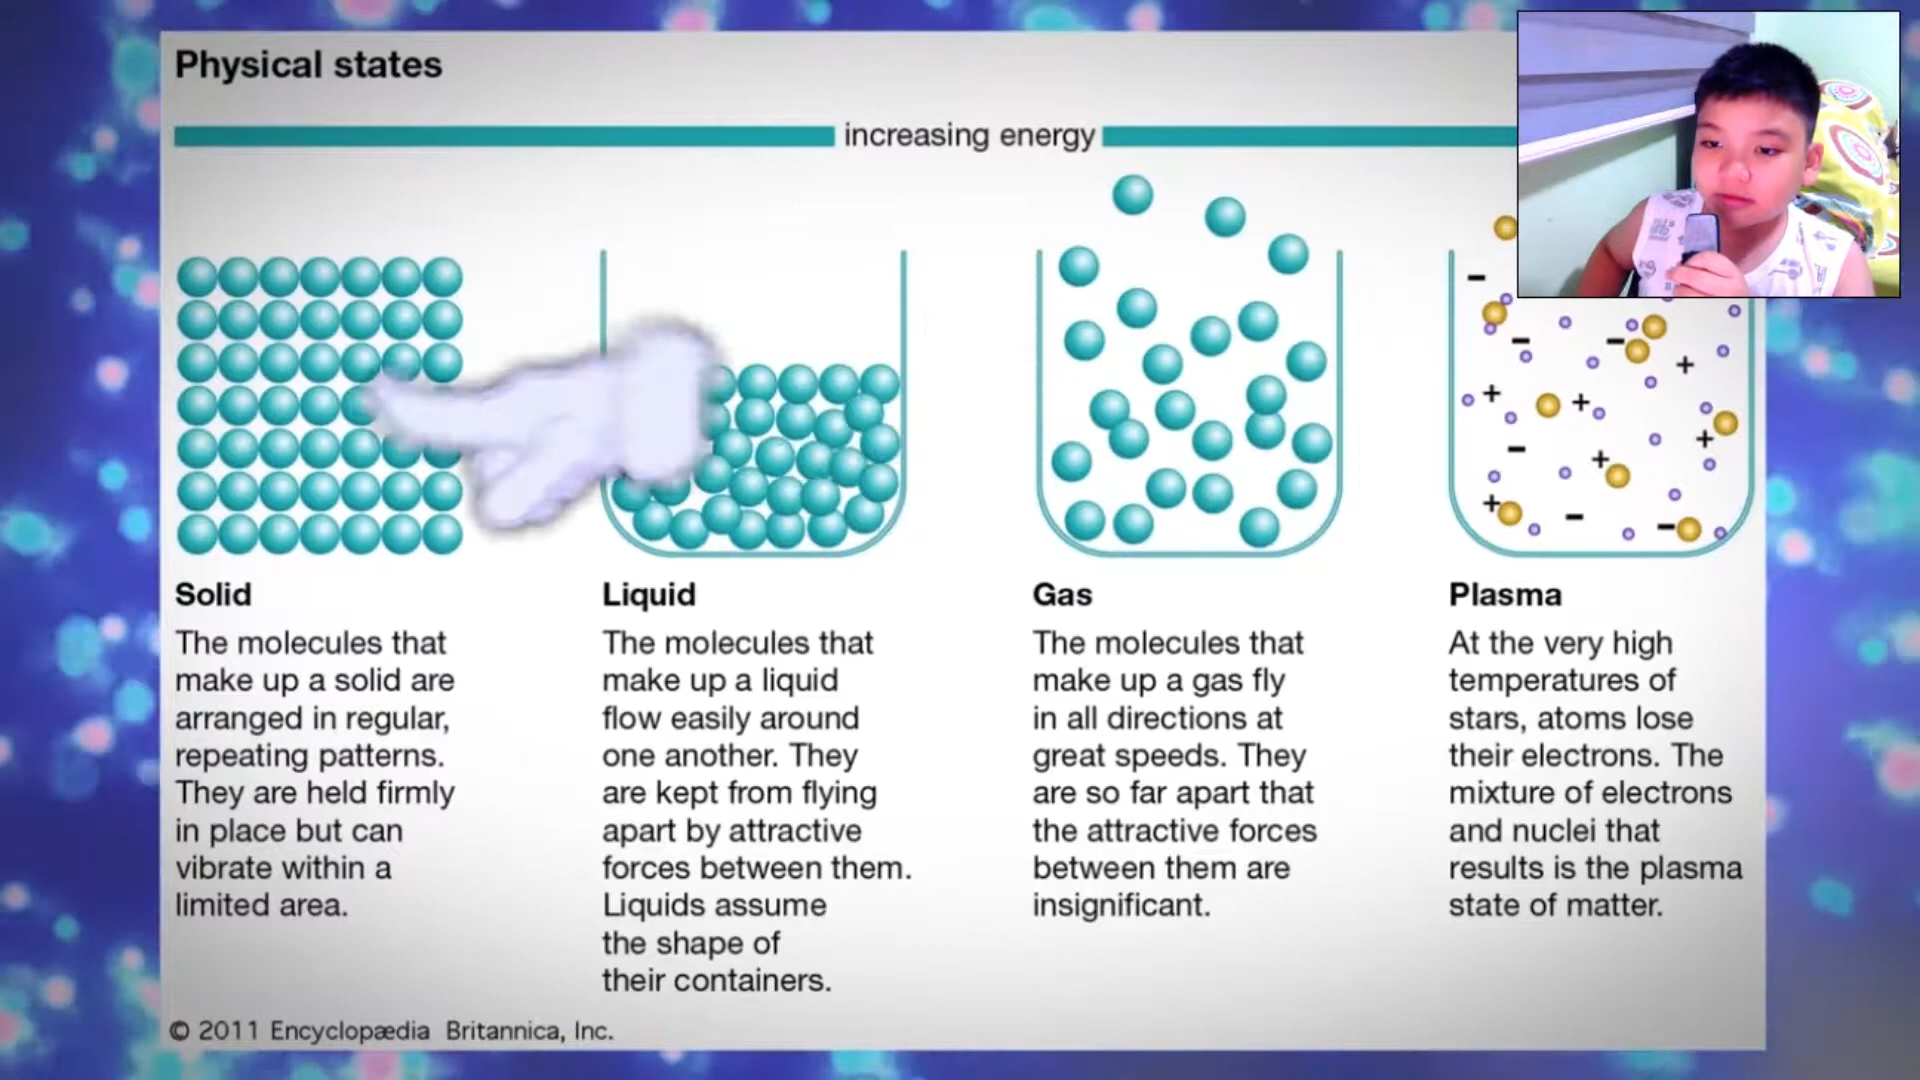 Physical states
increasing energy
Solid
The molecules that
make up a solid are
arranged in regular,
repeating patterns.
They are held firmly
in place but can
vibrate within a
limited area.
Liquid
The molecules that
make up a liquid
flow easily around
one another. They
are kept from flying
apart by attractive
forces between them.
Liquids assume
the shape of
their containers.
Gas
The molecules that
make up a gas fly
in all directions at
great speeds. They
are so far apart that
the attractive forces
between them are
insignificant.
Plasma
At the very high
temperatures of
stars, atoms lose
their electrons. The
mixture of electrons
and nuclei that
results is the plasma
state of matter.
© 2011 Encyclopædia Britannica, Inc.